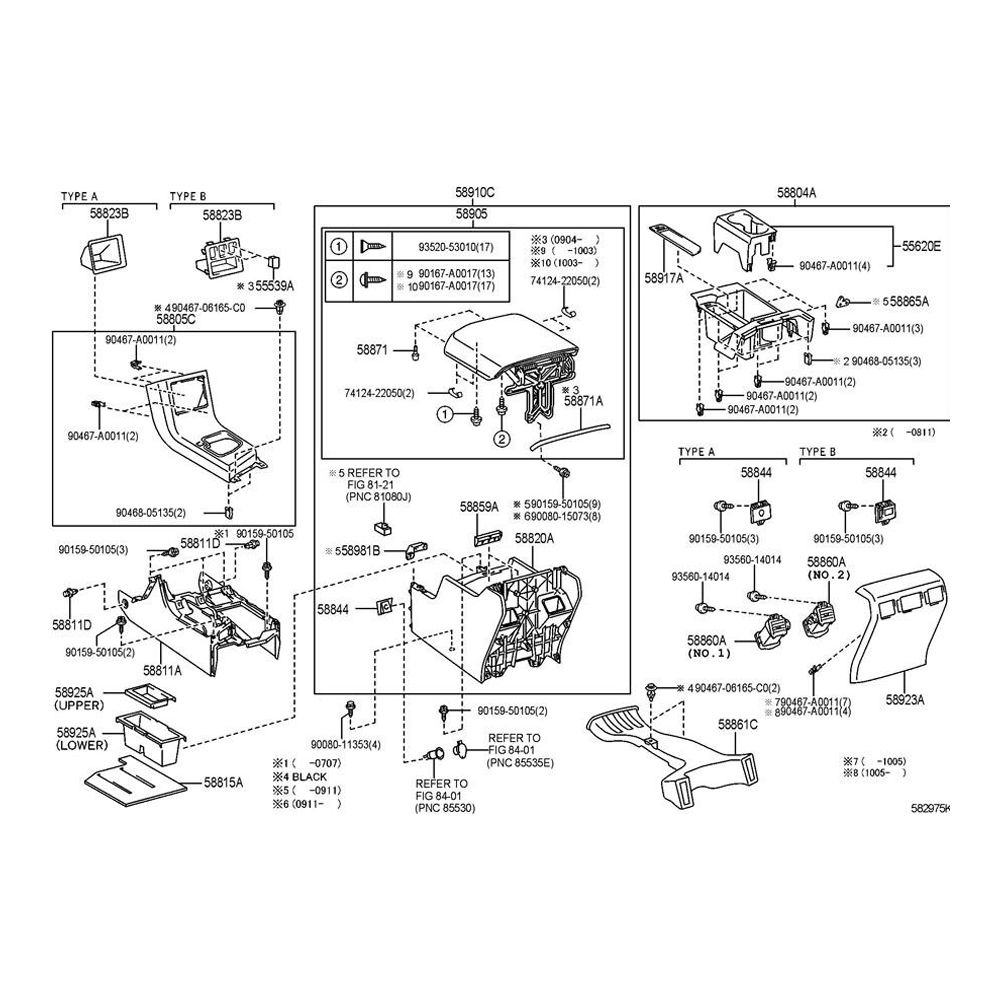 TYPE A
58823B
TYPE B
58823B
※3 55539A
※4 90467-06165-C0
58805C
90467-A0011(2)
90467-A0011(2)
90468-05135(2)
58910C
58905
1
93520-53010(17)
2
※ 9 90167-A0017(13)
※ 10 90167-A0017(17)
※3 (0904- )
※9 ( -1003)
※10 (1003- )
74124-22050(2)
58871
74124-22050(2)
1
2
※ 3
58871A
※ 5 REFER TO
FIG 81-21
(PNC 81080J)
58859A
※ 5 90159-50105(9)
※ 6 90080-15073(8)
58820A
※ 5 58981B
58844
58804A
58917A
55620E
90467-A0011(4)
※ 5 58865A
90467-A0011(3)
※ 2 90468-05135(3)
90467-A0011(2)
90467-A0011(2)
90467-A0011(2)
※2 ( -0811)
※1 90159-50105
90159-50105(3)
58811D
58811D
90159-50105(2)
58811A
58925A
(UPPER)
58925A
(LOWER)
58815A
TYPE A
58844
90159-50105(3)
TYPE B
58844
90159-50105(3)
93560-14014
93560-14014
58860A
(NO.2)
58860A
(NO.1)
※ 7 90467-A0011(7)
※ 8 90467-A0011(4)
58923A
※ 4 90467-06165-C0(2)
58861C
90159-50105(2)
90080-11353(4)
REFER TO
FIG 84-01
(PNC 85535E)
REFER TO
FIG 84-01
(PNC 85530)
※1 ( -0707)
※4 BLACK
※5 ( -0911)
※6 (0911- )
※7 ( -1005)
※8 (1005- )
582975K